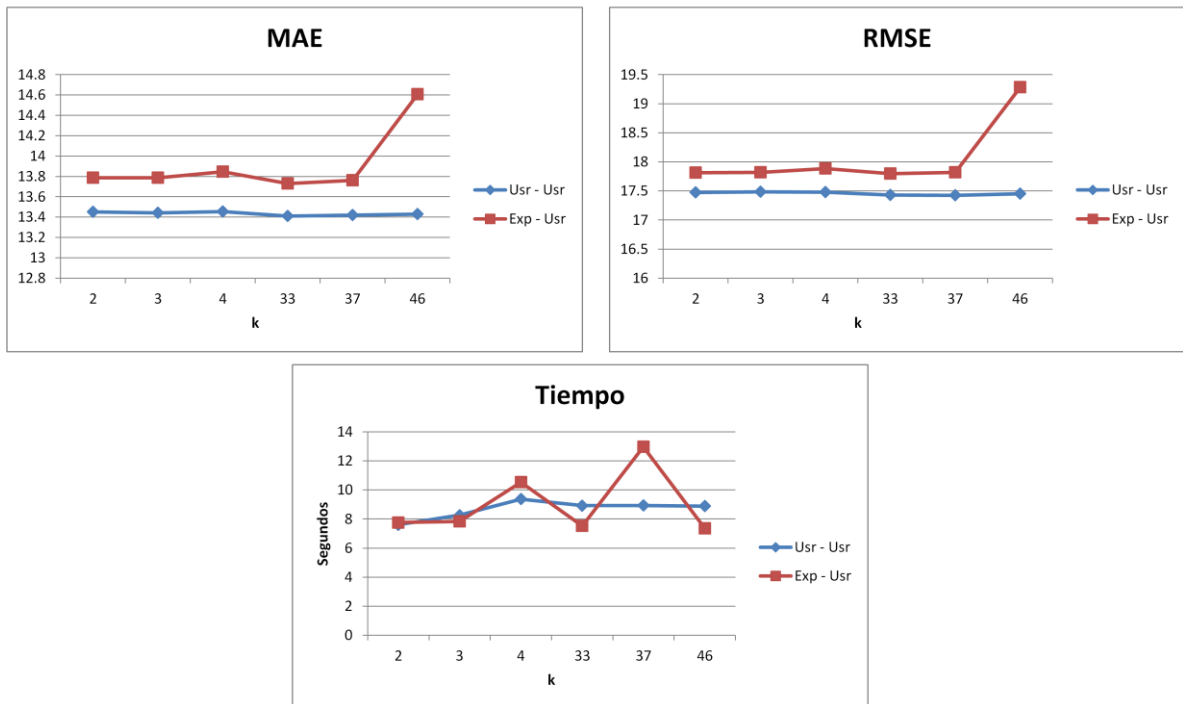 MAE
14.8
14.6
14.4
14.2
14
13.8
13.6
13.4
13.2
13
12.8
2 3 4 33 37 46
k
Usr - Usr
Exp - Usr
RMSE
19.5
19
18.5
18
17.5
17
16.5
16
2 3 4 33 37 46
k
Usr - Usr
Exp - Usr
Tiempo
Segundos
14
12
10
8
6
4
2
0
2 3 4 33 37 46
k
Usr - Usr
Exp - Usr